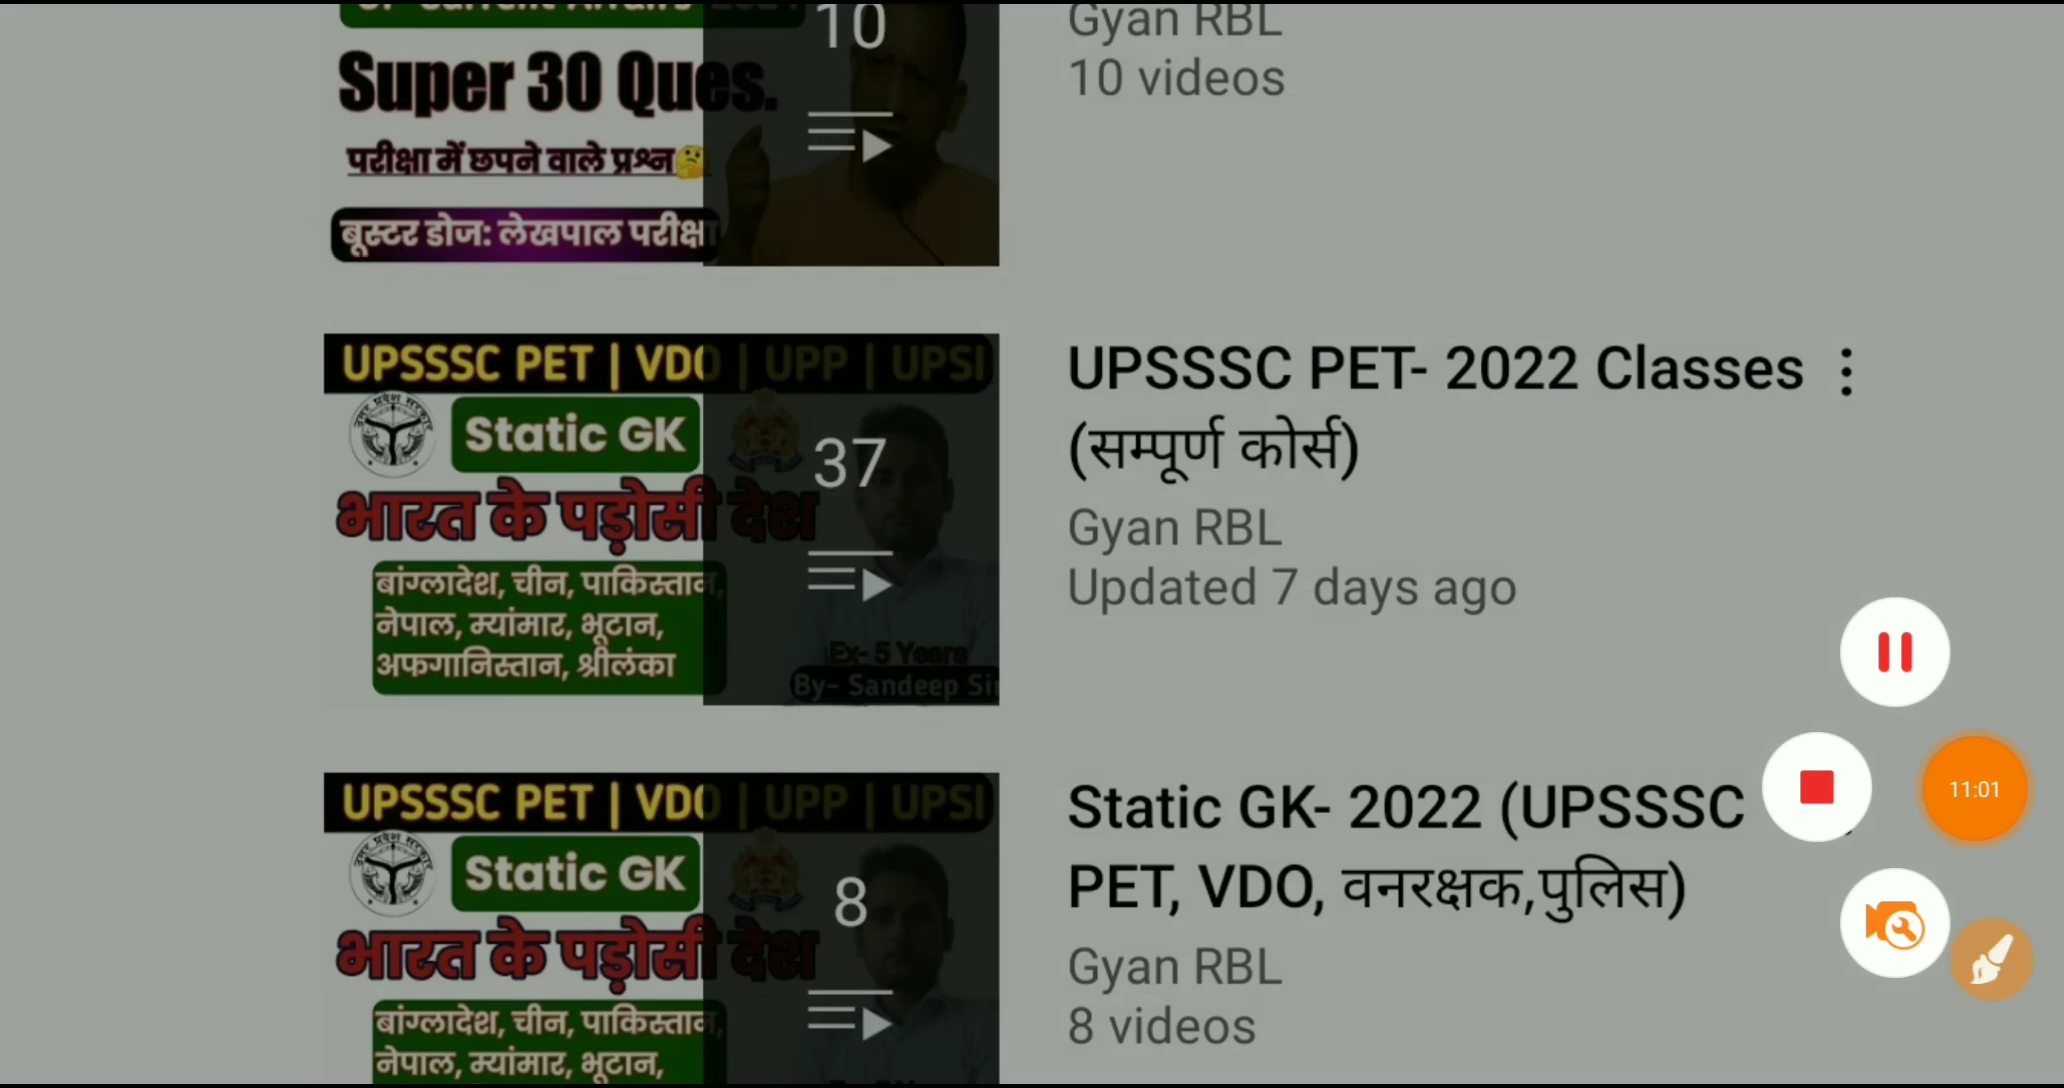 10
Gyan RBL
10 videos
Super 30 Ques.
परीक्षा में छपने वाले प्रश्न
बूस्टर डोज: लेखपाल परीक्षा
UPSSSC PET | VDO | UPP | UPSI
Static GK
भारत के पड़ोसी देश
बांग्लादेश, चीन, पाकिस्तान,
नेपाल, म्यांमार, भूटान,
अफगानिस्तान, श्रीलंका
37
Ex- 5 Years
By- Sandeep
UPSSSC PET- 2022 Classes
(सम्पूर्ण कोर्स)
Gyan RBL
Updated 7 days ago
11:01
UPSSSC PET | VDO | UPP | UPSI
Static GK
भारत के पड़ोसी देश
बांग्लादेश, चीन, पाकिस्तान,
नेपाल, म्यांमार, भूटान,
8
Static GK- 2022 (UPSSSC
PET, VDO, वनरक्षक,पुलिस)
Gyan RBL
8 videos